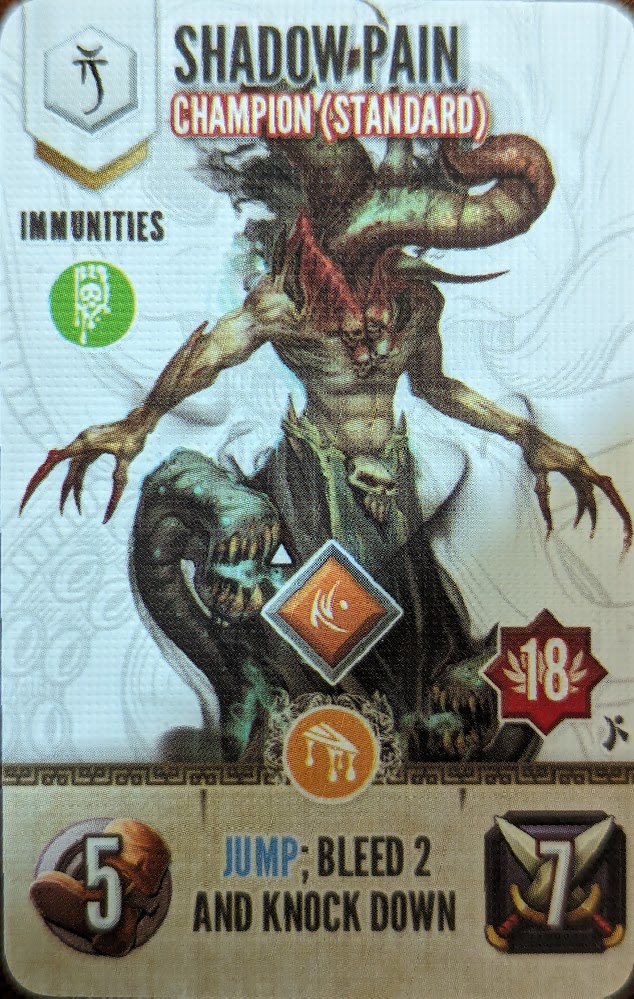 SHADOW-PAIN
CHAMPION (STANDARD)
IMMUNITIES
18
5
JUMP; BLEED 2
AND KNOCK DOWN
7